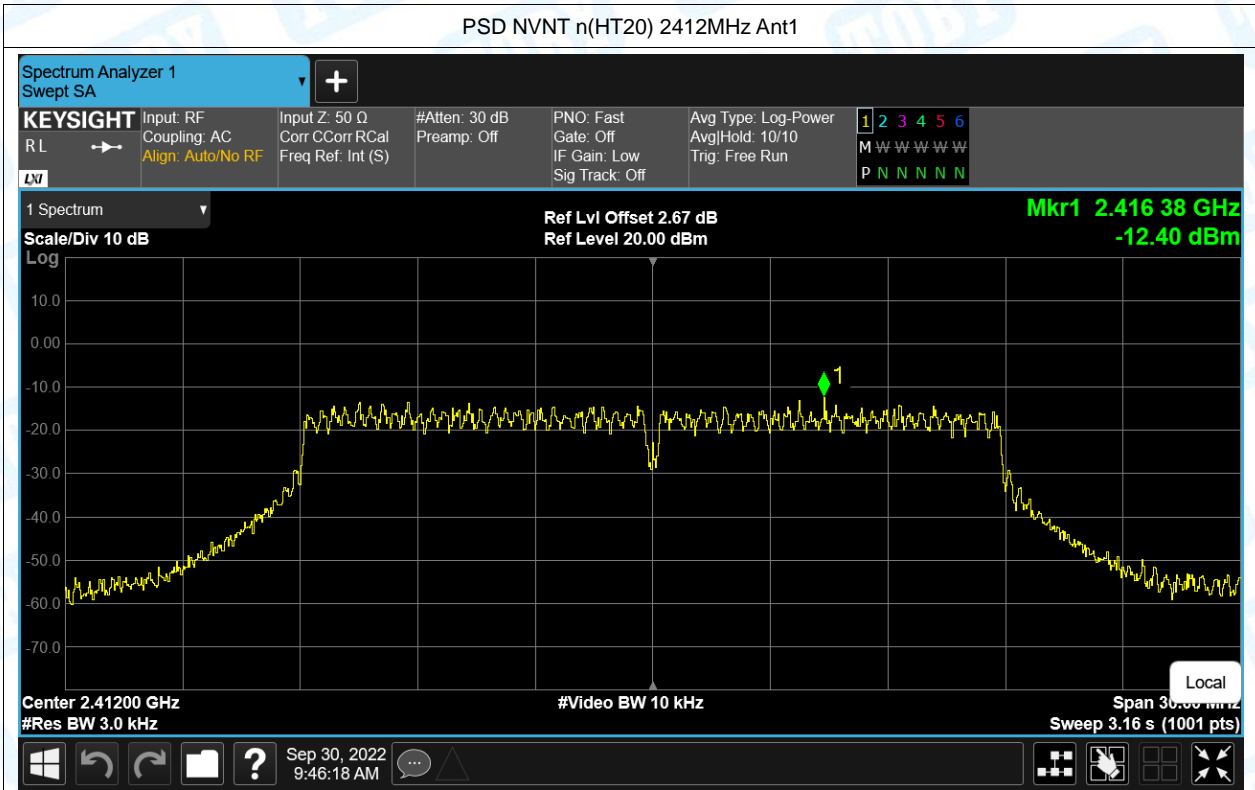 PSD NVNT n(HT20) 2412MHz Ant1
Spectrum Analyzer 1
Swept SA
KEYSIGHT
R L
LXI
Input: RF
Coupling: AC
Align: Auto/No RF
Input Z: 50 Ω
Corr CCorr RCal
Freq Ref: Int (S)
#Atten: 30 dB
Preamp: Off
PNO: Fast
Gate: Off
IF Gain: Low
Sig Track: Off
Avg Type: Log-Power
Avg|Hold: 10/10
Trig: Free Run
1 2 3 4 5 6
M W W W W W
P N N N N N
1 Spectrum
Scale/Div 10 dB
Ref Lvl Offset 2.67 dB
Ref Level 20.00 dBm
Mkr1 2.416 38 GHz
-12.40 dBm
Log
10.0
0.00
-10.0
-20.0
-30.0
-40.0
-50.0
-60.0
-70.0
1
Center 2.41200 GHz
#Res BW 3.0 kHz
#Video BW 10 kHz
Local
Span 30.00 MHz
Sweep 3.16 s (1001 pts)
?
Sep 30, 2022
9:46:18 AM